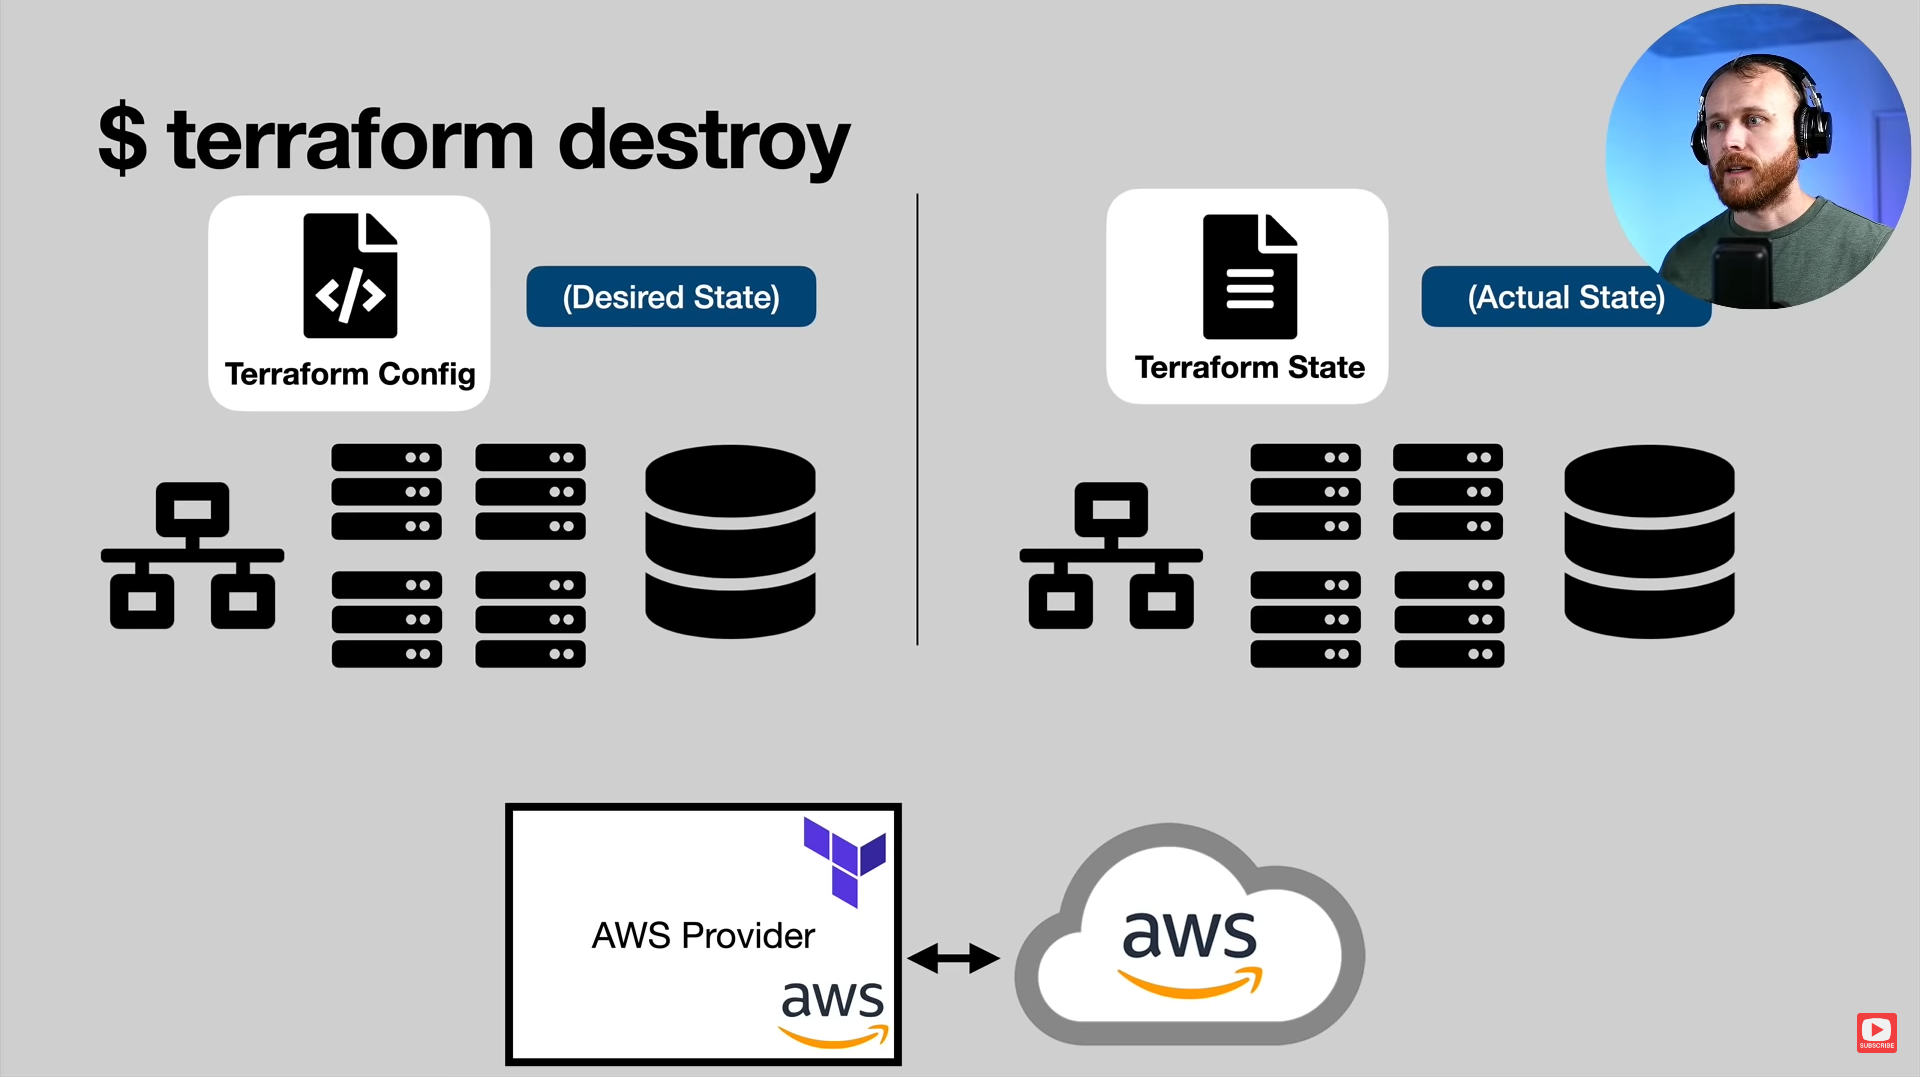 $ terraform destroy
Terraform Config
(Desired State)
Terraform State
(Actual State)
AWS Provider
aws
aws
SUBSCRIBE